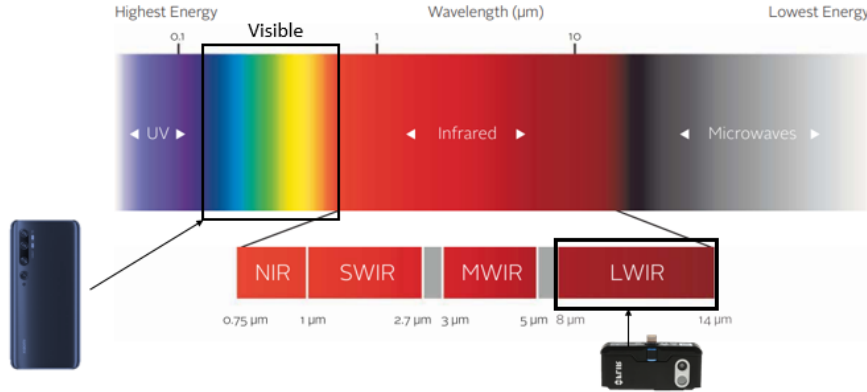 Highest Energy Wavelength (µm) Lowest Energy
Visible
0.1 1 10
UV Infrared Microwaves
NIR SWIR MWIR LWIR
0.75 µm 1 µm 2.7 µm 3 µm 5 µm 8 µm 14 µm
FLIR